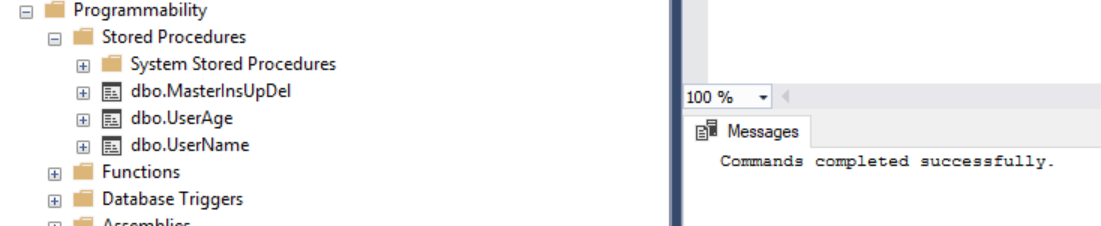 Programmability
Stored Procedures
System Stored Procedures
dbo.MasterInsUpDel
dbo.UserAge
dbo.UserName
Functions
Database Triggers
Assemblies
100 %
Messages
Commands completed successfully.